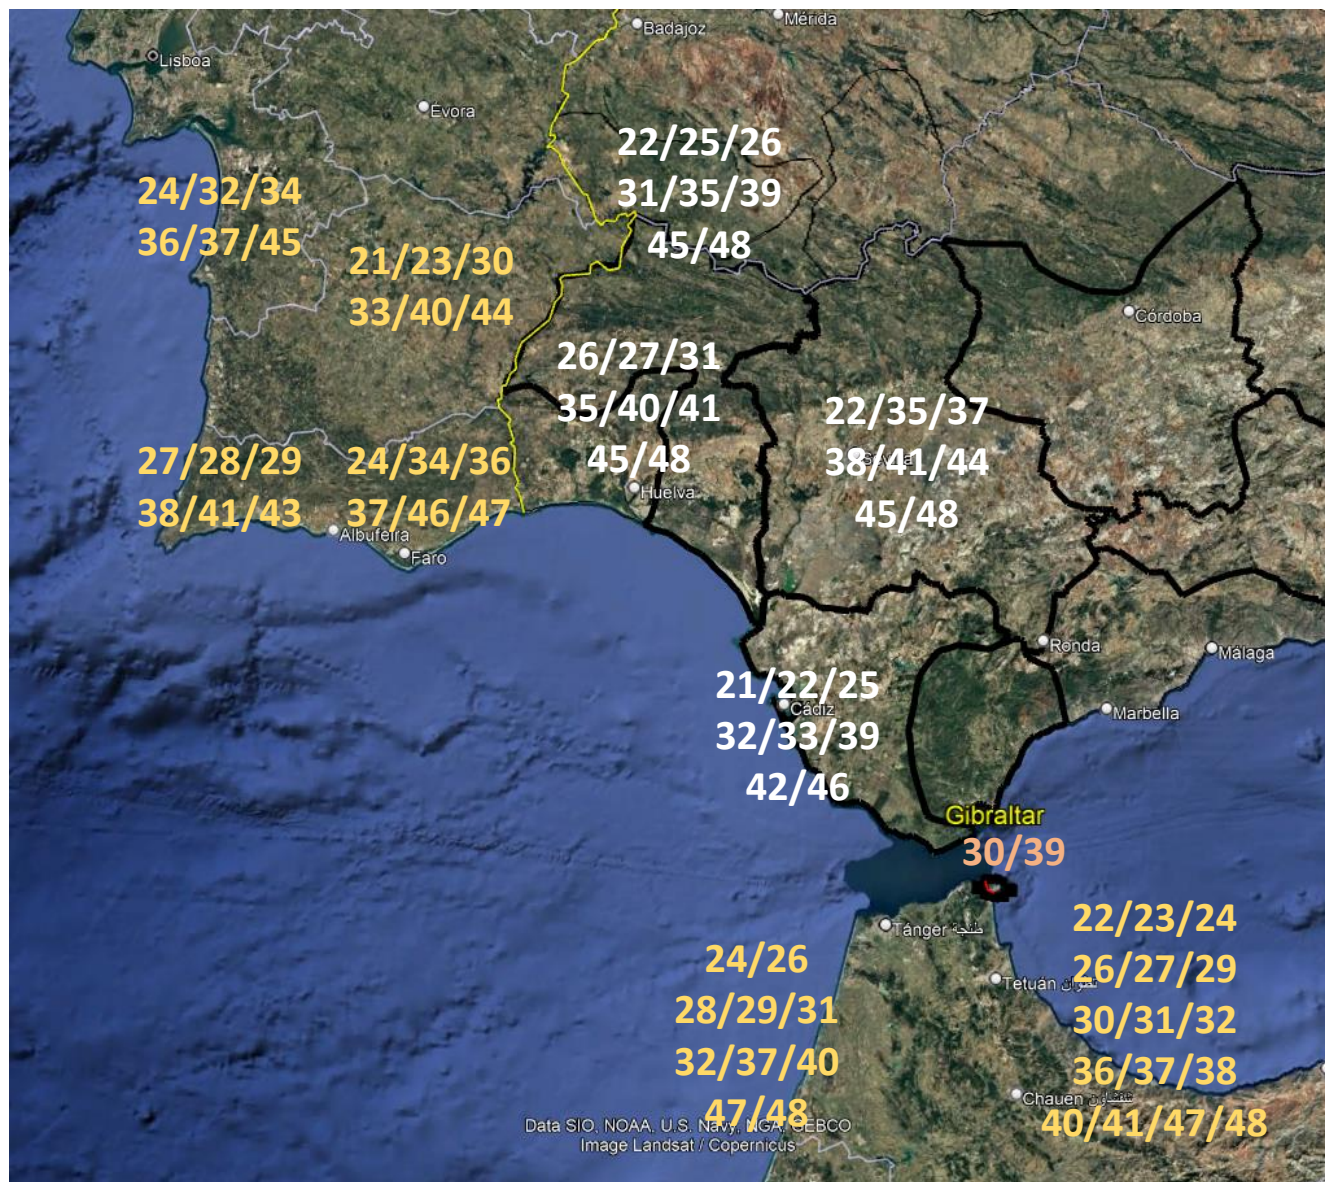 Badajoz
Mérida
Lisboa
Évora
22/25/26
31/35/39
45/48
24/32/34
36/37/45
21/23/30
33/40/44
Córdoba
26/27/31
35/40/41
45/48
Huelva
22/35/37
38/41/44
45/48
Sevilla
27/28/29
38/41/43
24/34/36
37/46/47
Albufeira
Faro
Ronda
Málaga
Marbella
21/22/25
32/33/39
42/46
Cádiz
Gibraltar
30/39
Tánger طنجة
22/23/24
26/27/29
30/31/32
36/37/38
40/41/47/48
Tetuán تطوان
Chauen شفشاون
24/26
28/29/31
32/37/40
47/48
Data SIO, NOAA, U.S. Navy, NGA, GEBCO
Image Landsat / Copernicus